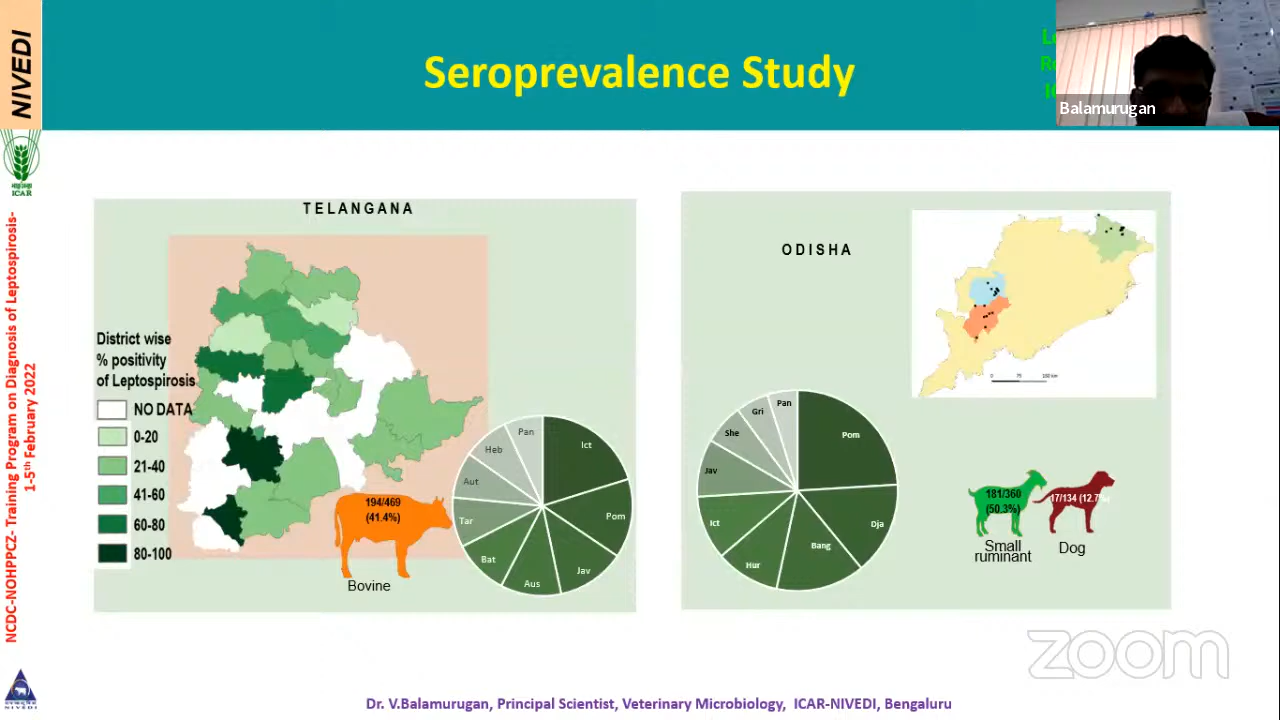 NIVEDI
Seroprevalence Study
Balamurugan
ICAR
NCDC-NOHPPCZ- Training Program on Diagnosis of Leptospirosis-
1-5th February 2022
TELANGANA
District wise
% positivity
of Leptospirosis
NO DATA
0-20
21-40
41-60
60-80
80-100
194/469
(41.4%)
Bovine
Ict
Pom
Jav
Aus
Bat
Tar
Aut
Heb
Pan
ODISHA
Pom
Dja
Bang
Hur
Ict
Jav
She
Gri
Pan
181/360
(50.3%)
Small
ruminant
17/134 (12.7%)
Dog
zoom
NIVEDI
Dr. V.Balamurugan, Principal Scientist, Veterinary Microbiology, ICAR-NIVEDI, Bengaluru